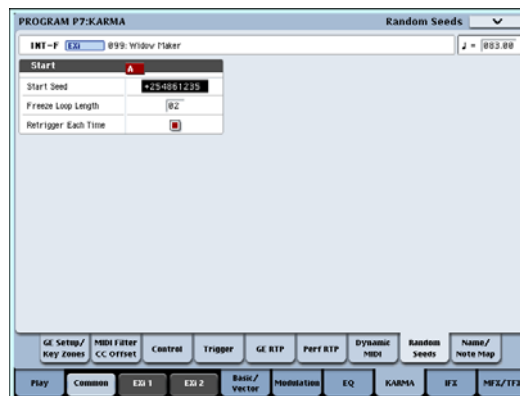 PROGRAM P7:KARMA Random Seeds
INT-F EXi 099: Widow Maker ♩ = 083.00
Start A
Start Seed +254861235
Freeze Loop Length 02
Retrigger Each Time
GE Setup/ Key Zones MIDI Filter CC Offset Control Trigger GE RTP Perf RTP Dynamic MIDI Random Seeds Name/ Note Map
Play Common EXi 1 EXi 2 Basic/ Vector Modulation EQ KARMA IFX MFX/TFX